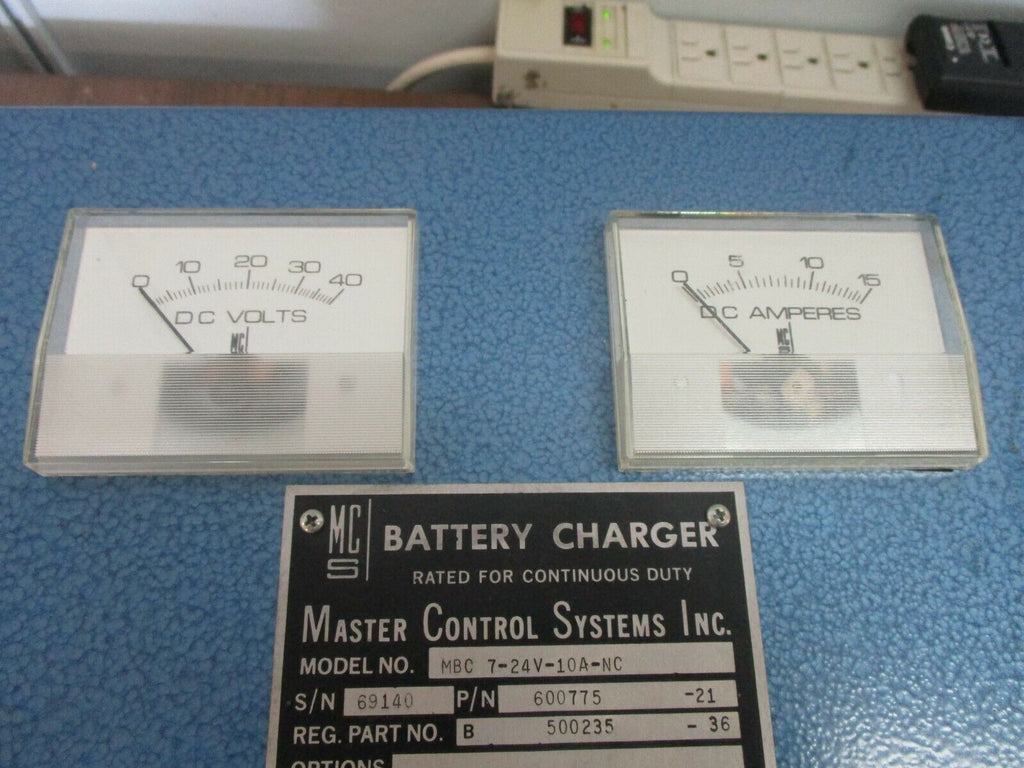 0 10 20 30 40
DC VOLTS
MC
0 5 10 15
DC AMPERES
MC
MC
S
BATTERY CHARGER
RATED FOR CONTINUOUS DUTY
MASTER CONTROL SYSTEMS INC.
MODEL NO. MBC 7-24V-10A-NC
S/N 69140 P/N 600775 -21
REG. PART NO. B 500235 - 36
OPTIONS